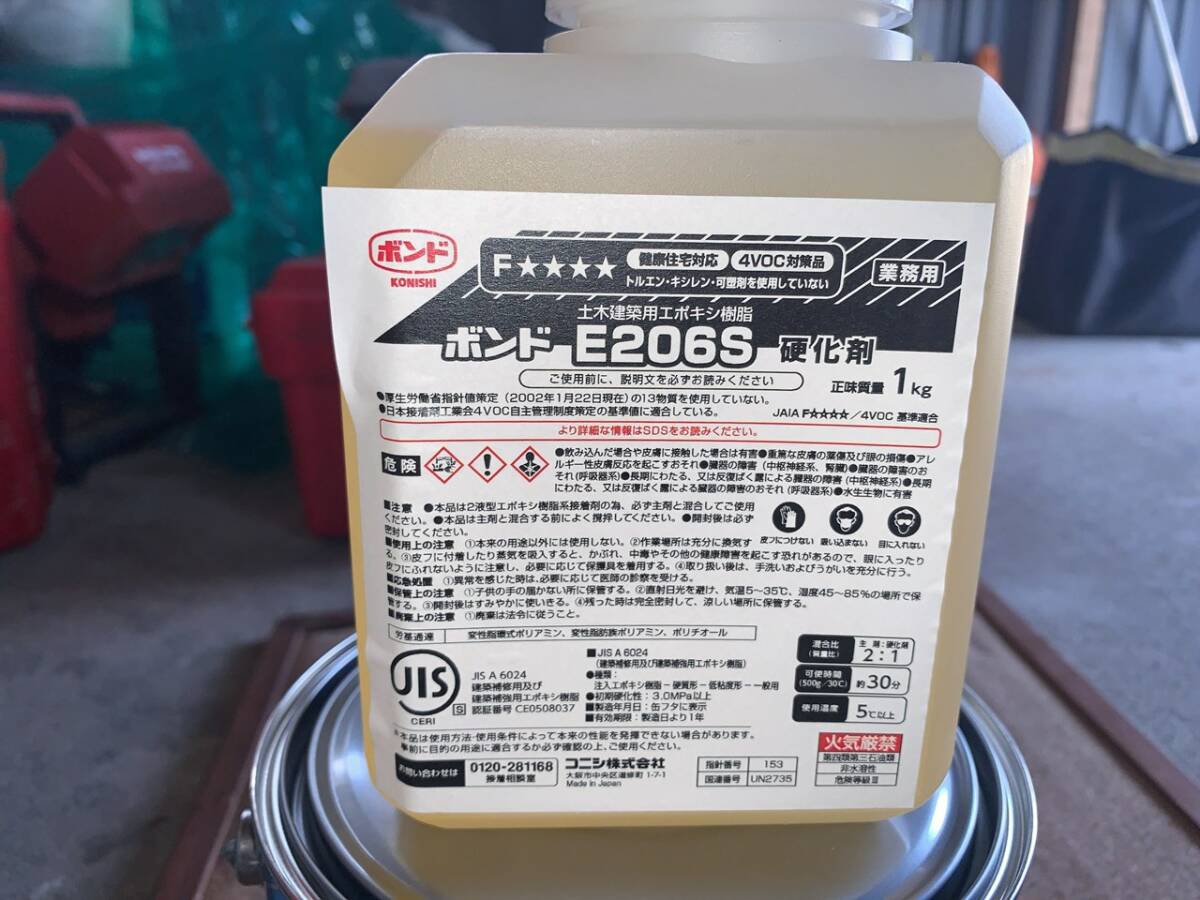 ボンド
KONISHI
F★★★★
健康住宅対応
4VOC対策品
トルエン・キシレン・可塑剤を使用していない
業務用
土木建築用エポキシ樹脂
ボンド E206S 硬化剤
ご使用前に、説明文を必ずお読みください
正味質量 1kg
●厚生労働省指針値策定（2002年1月22日現在）の13物質を使用していない。
●日本接着剤工業会4VOC自主管理制度策定の基準値に適合している。
JAIA F☆☆☆☆／4VOC 基準適合
より詳細な情報はSDSをお読みください。
危険
●飲み込んだ場合や皮膚に接触した場合は有害●重篤な皮膚の薬傷及び眼の損傷●アレ
ルギー性皮膚反応を起こすおそれ●臓器の障害（中枢神経系、腎臓）●臓器の障害のお
それ(呼吸器系)●長期にわたる、又は反復ばく露による臓器の障害（中枢神経系）●長期
にわたる、又は反復ばく露による臓器の障害のおそれ（呼吸器系）●水生生物に有害
■注意 ●本品は2液型エポキシ樹脂系接着剤の為、必ず主剤と混合してご使用
ください。●本品は主剤と混合する前によく撹拌してください。●開封後は必ず
密封してください。
皮フにつけない 吸い込まない 目に入れない
■使用上の注意 ①本来の用途以外には使用しない。②作業場所は充分に換気す
る。③皮フに付着したり蒸気を吸入すると、かぶれ、中毒やその他の健康障害を起こす恐れがあるので、眼に入ったり
皮フにふれないように注意し、必要に応じて保護具を着用する。④取り扱い後は、手洗いおよびうがいを充分に行う。
■応急処置 ①異常を感じた時は、必要に応じて医師の診察を受ける。
■保管上の注意 ①子供の手の届かない所に保管する。②直射日光を避け、気温5~35℃、湿度45~85%の場所で保
管する。③開封後はすみやかに使いきる。④残った時は完全密封して、涼しい場所に保管する。
■廃棄上の注意 ①廃棄は法令に従うこと。
労基通達 変性脂環式ポリアミン、変性脂肪族ポリアミン、ポリチオール
JIS
CERI
S
JIS A 6024
建築補修用及び
建築補強用エポキシ樹脂
認証番号 CE0508037
■JIS A 6024
（建築補修用及び建築補強用エポキシ樹脂）
●種類：
注入エポキシ樹脂－硬質形－低粘度形－一般用
●初期硬化性：3.0MPa以上
■製造年月日：缶フタに表示
■有効期限：製造日より1年
混合比
(質量比)
主剤：硬化剤
2：1
可使時間
(500g／30℃)
約30分
使用温度
5℃以上
＊本品は使用方法・使用条件によって本来の性能を発揮できない場合があります。
事前に目的の用途に適合するか必ず確認の上、ご使用ください。
お問い合わせは
0120-281168
接着相談室
コニシ株式会社
大阪市中央区道修町 1-7-1
Made in Japan
指針番号 153
国連番号 UN2735
火気厳禁
第四類第三石油類
非水溶性
危険等級Ⅲ